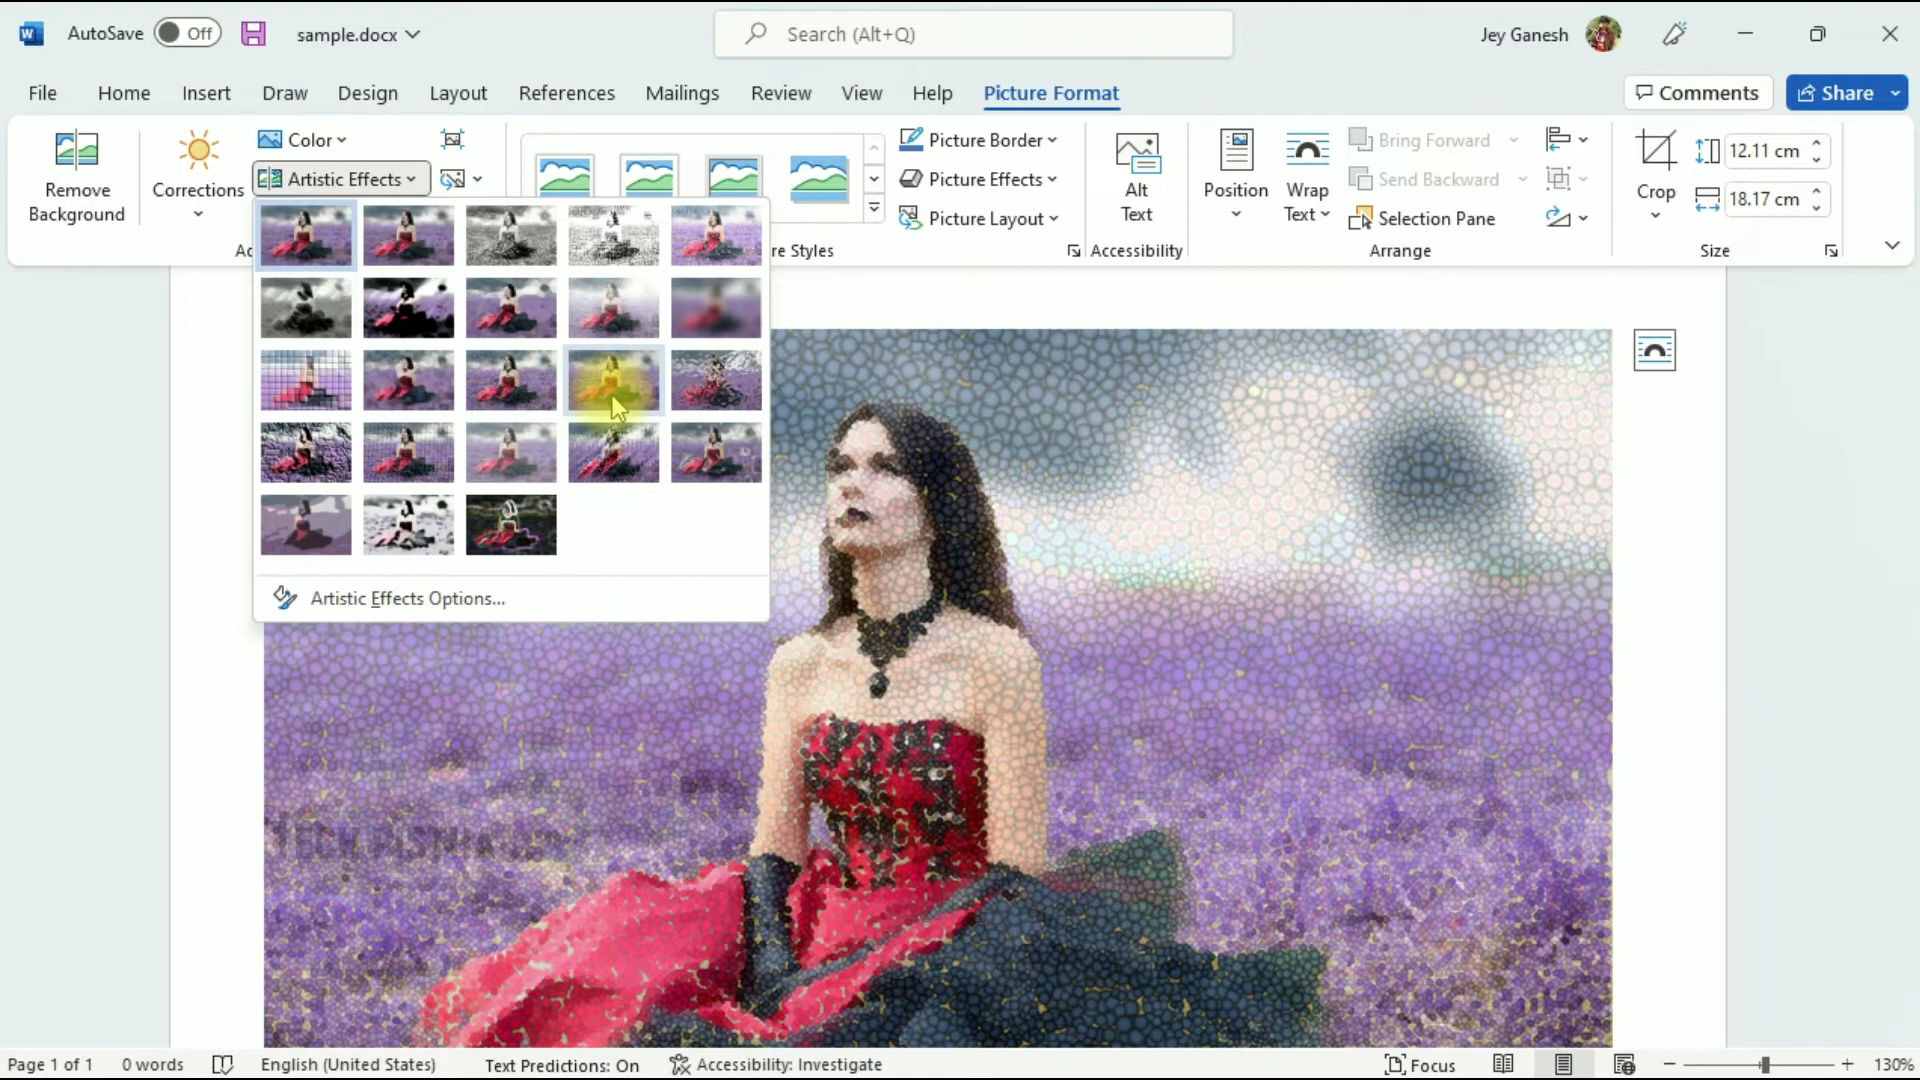 AutoSave Off sample.docx Search (Alt+Q) Jey Ganesh
File Home Insert Draw Design Layout References Mailings Review View Help Picture Format Comments Share
Remove Background
Corrections
Color
Artistic Effects
Picture Border
Picture Effects
Picture Layout
Alt Text
Position
Wrap Text
Bring Forward
Send Backward
Selection Pane
Crop
12.11 cm
18.17 cm
re Styles Accessibility Arrange Size
Artistic Effects Options...
TECH
Page 1 of 1 0 words English (United States) Text Predictions: On Accessibility: Investigate Focus 130%